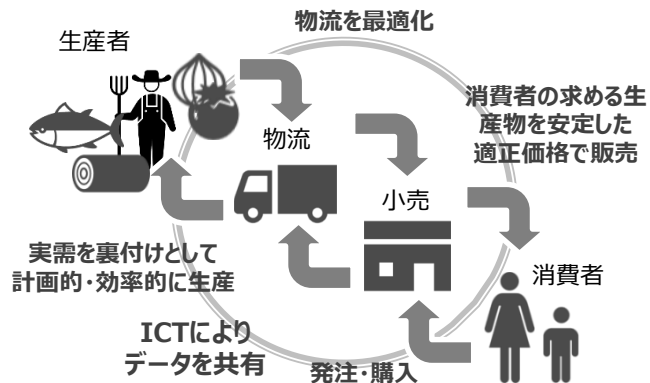 物流を最適化
生産者
消費者の求める生
産物を安定した
適正価格で販売
物流
小売
実需を裏付けとして
計画的・効率的に生産
消費者
ICTにより
データを共有
発注・購入